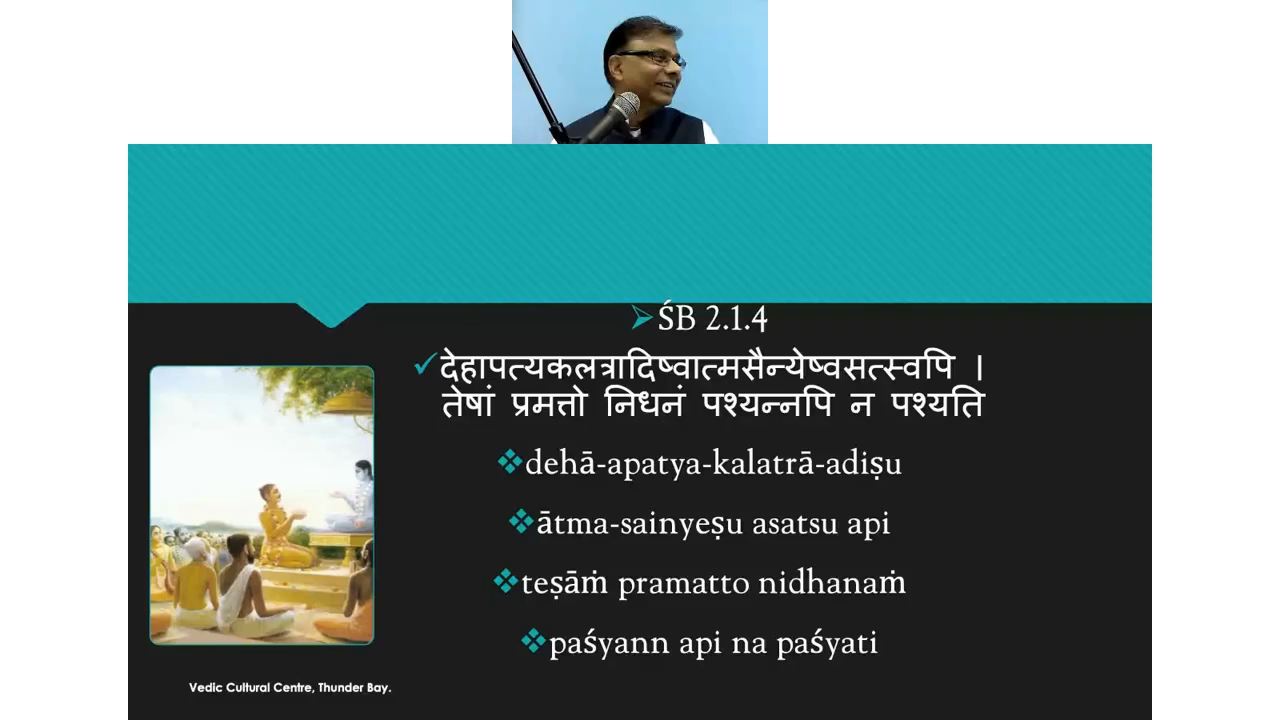 ŚB 2.1.4
देहापत्यकलत्रादिष्वात्मसैन्येष्वसत्स्वपि ।
तेषां प्रमत्तो निधनं पश्यन्नपि न पश्यति
dehā-apatya-kalatrā-adiṣu
ātma-sainyeṣu asatsu api
teṣāṁ pramatto nidhanaṁ
paśyann api na paśyati
Vedic Cultural Centre, Thunder Bay.